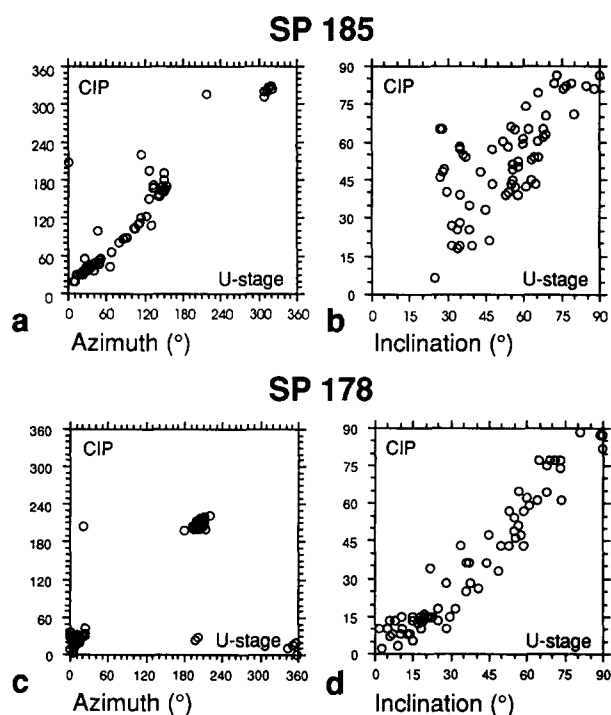 SP 185
360 CIP
300
240
180
120
60
0
U-stage
0 60 120 180 240 300 360
a Azimuth (°)
90 CIP
75
60
45
30
15
0
U-stage
0 15 30 45 60 75 90
b Inclination (°)
SP 178
360 CIP
300
240
180
120
60
0
U-stage
0 60 120 180 240 300 360
c Azimuth (°)
90 CIP
75
60
45
30
15
0
U-stage
0 15 30 45 60 75 90
d Inclination (°)